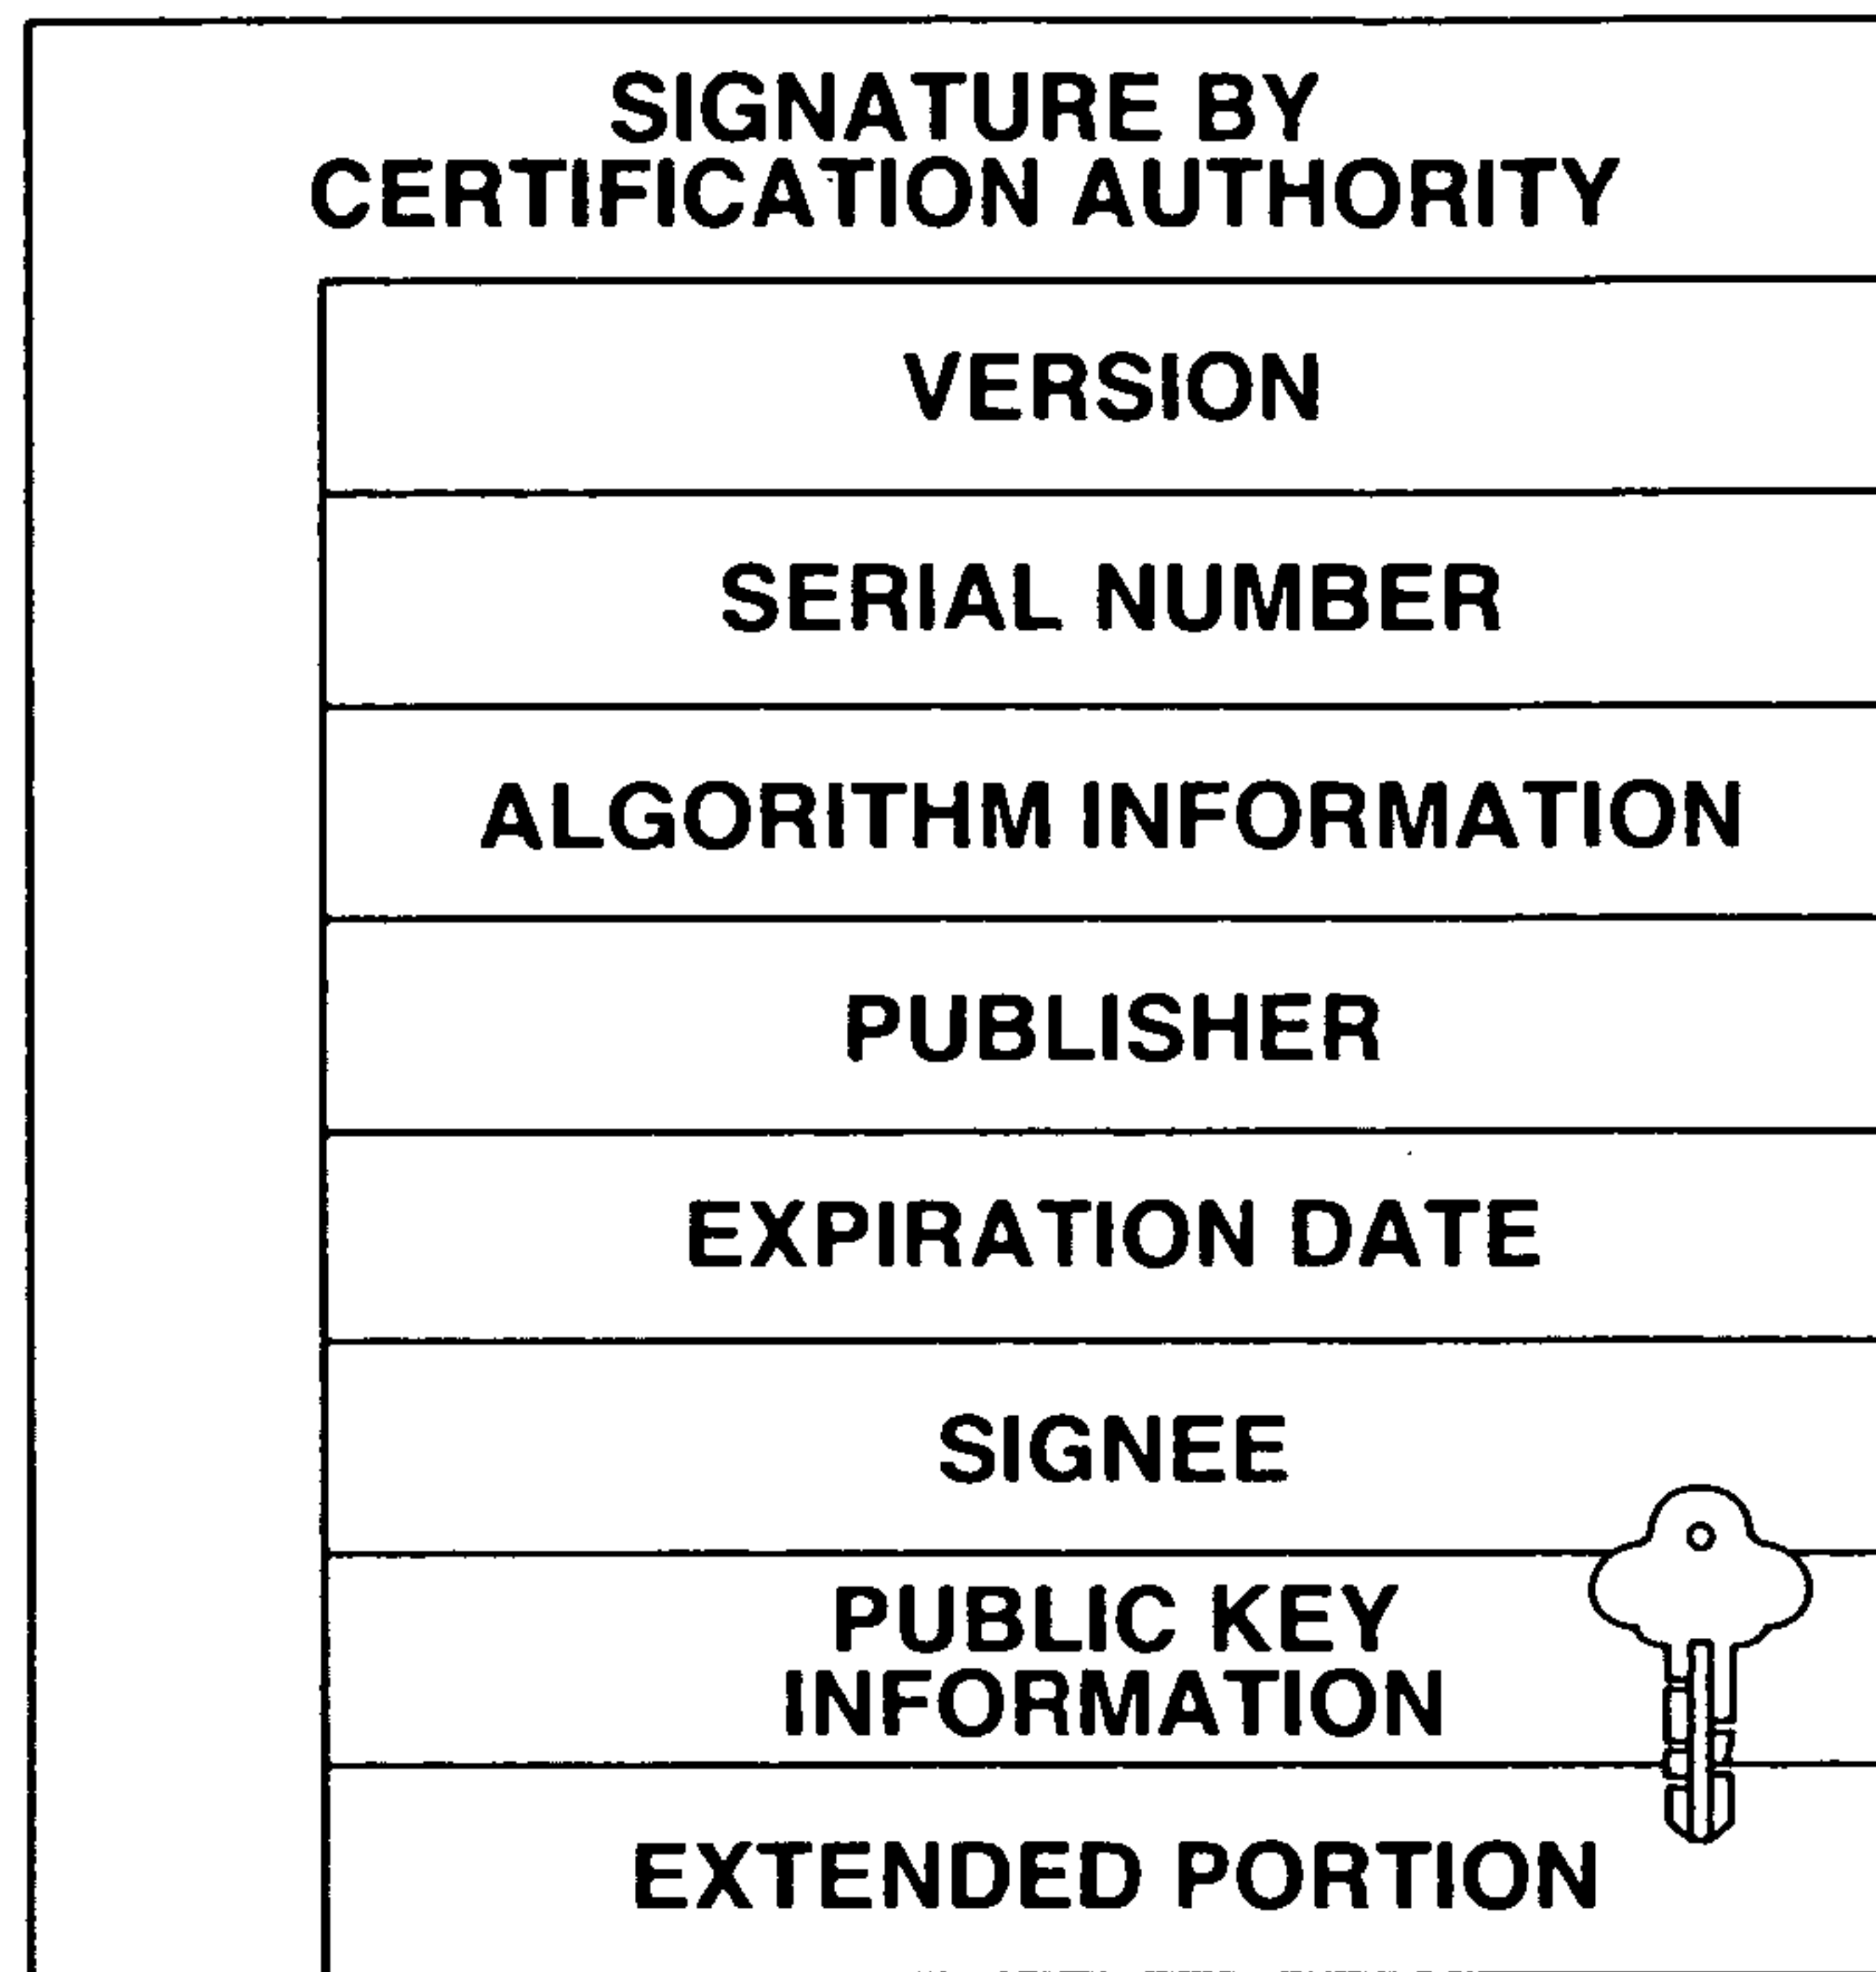 SIGNATURE BY
CERTIFICATION AUTHORITY
VERSION
SERIAL NUMBER
ALGORITHM INFORMATION
PUBLISHER
EXPIRATION DATE
SIGNEE
PUBLIC KEY
INFORMATION
EXTENDED PORTION